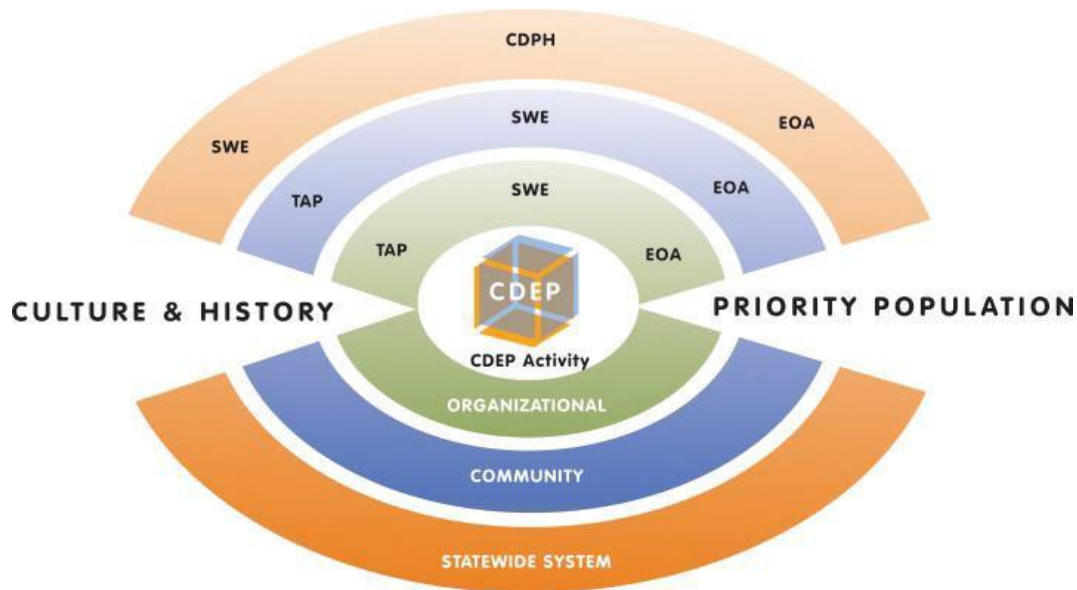 CDPH
SWE
EOA
SWE
TAP
EOA
SWE
TAP
EOA
CDEP
CULTURE & HISTORY
PRIORITY POPULATION
CDEP Activity
ORGANIZATIONAL
COMMUNITY
STATEWIDE SYSTEM